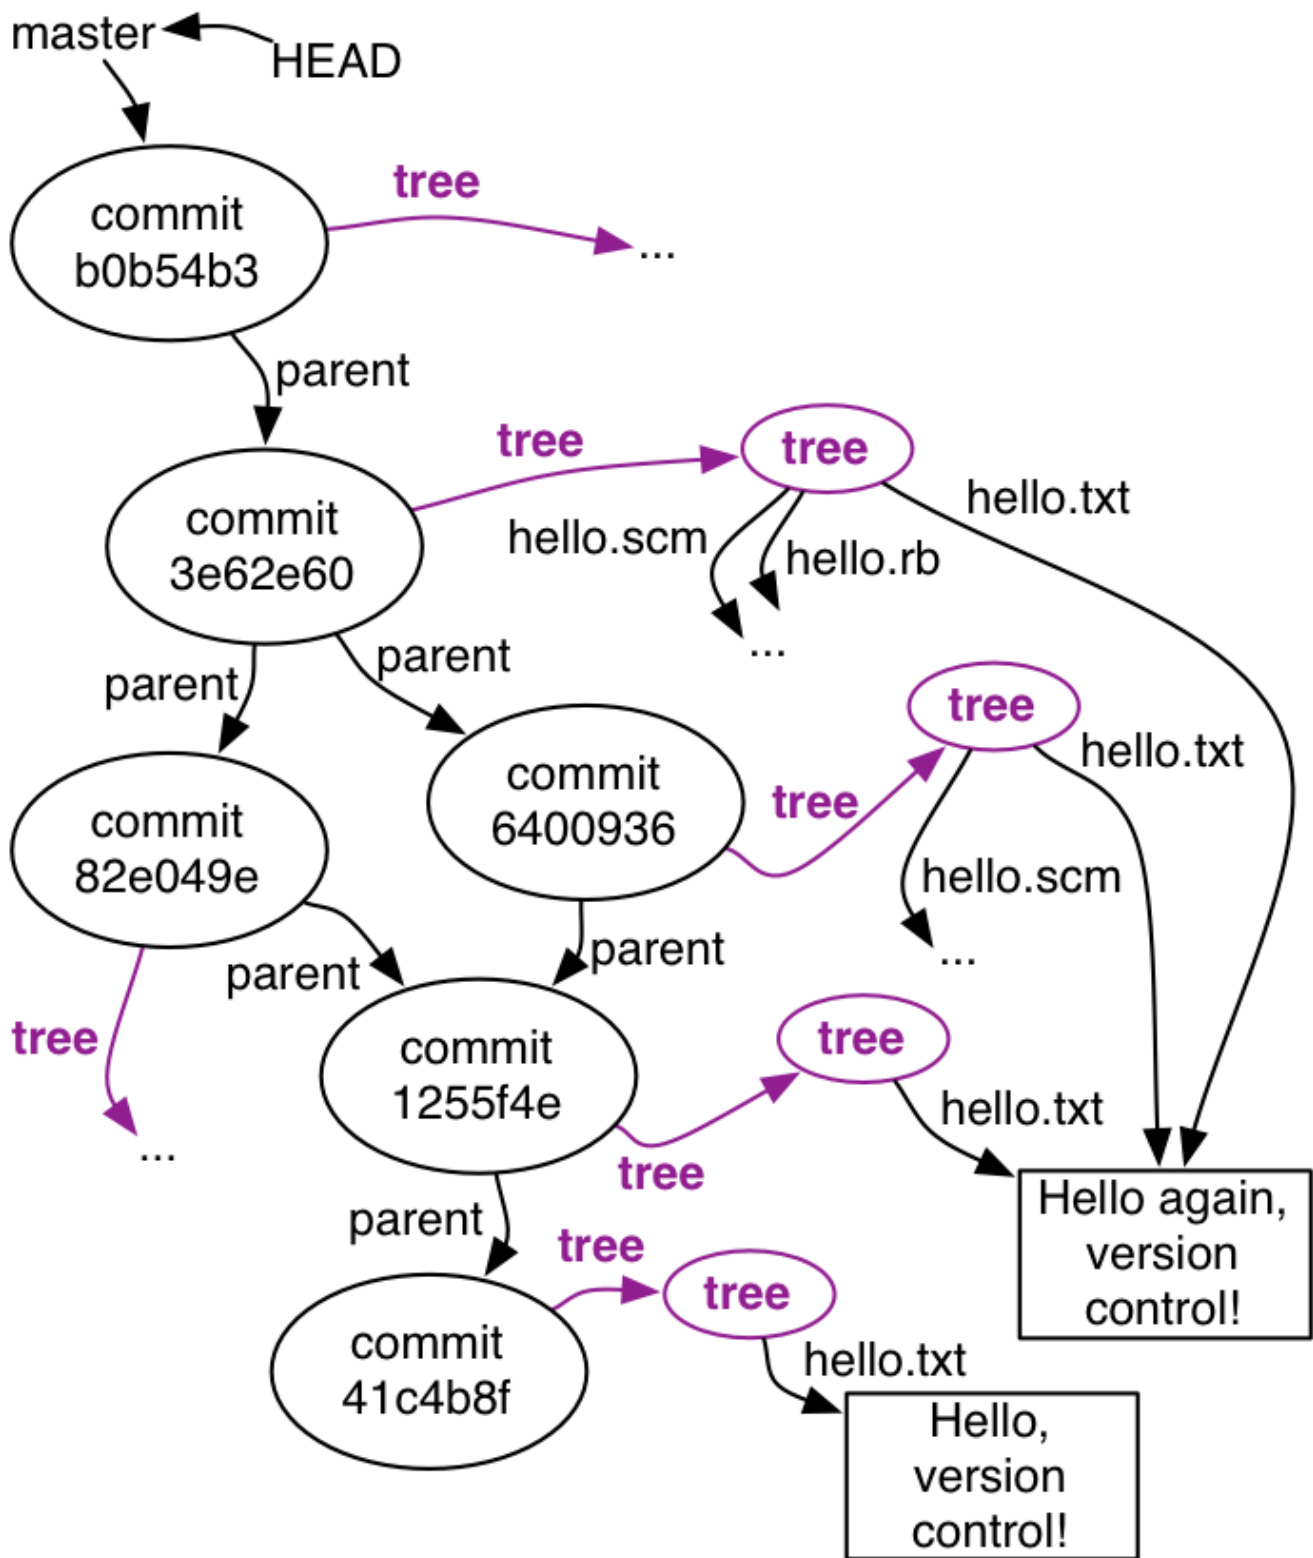 master
HEAD
commit
b0b54b3
tree
...
parent
commit
3e62e60
tree
tree
hello.txt
hello.scm
hello.rb
...
parent
parent
commit
82e049e
commit
6400936
tree
tree
hello.txt
hello.scm
...
parent
parent
tree
...
commit
1255f4e
tree
tree
hello.txt
Hello again,
version
control!
parent
commit
41c4b8f
tree
tree
hello.txt
Hello,
version
control!